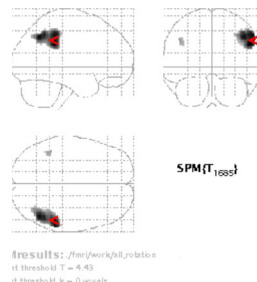 SPM{T1685}
results: ./fmri/work/all_rotation
threshold T = 4.43
threshold k = 0 voxels